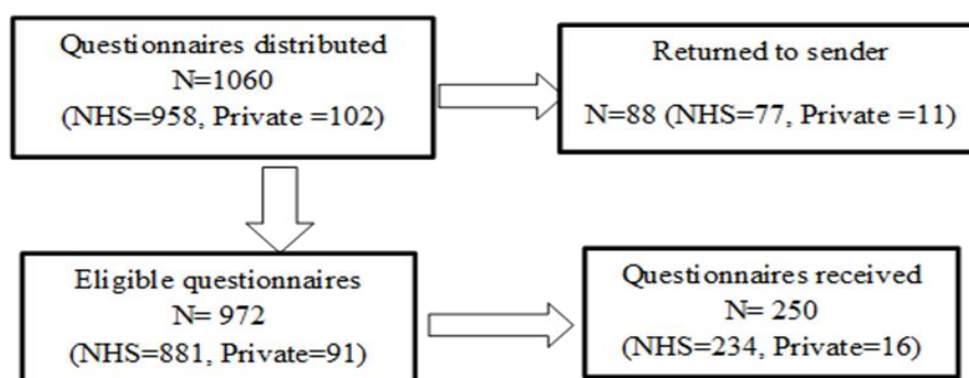 Questionnaires distributed
N=1060
(NHS=958, Private =102)
Returned to sender
N=88 (NHS=77, Private =11)
Eligible questionnaires
N= 972
(NHS=881, Private=91)
Questionnaires received
N= 250
(NHS=234, Private=16)